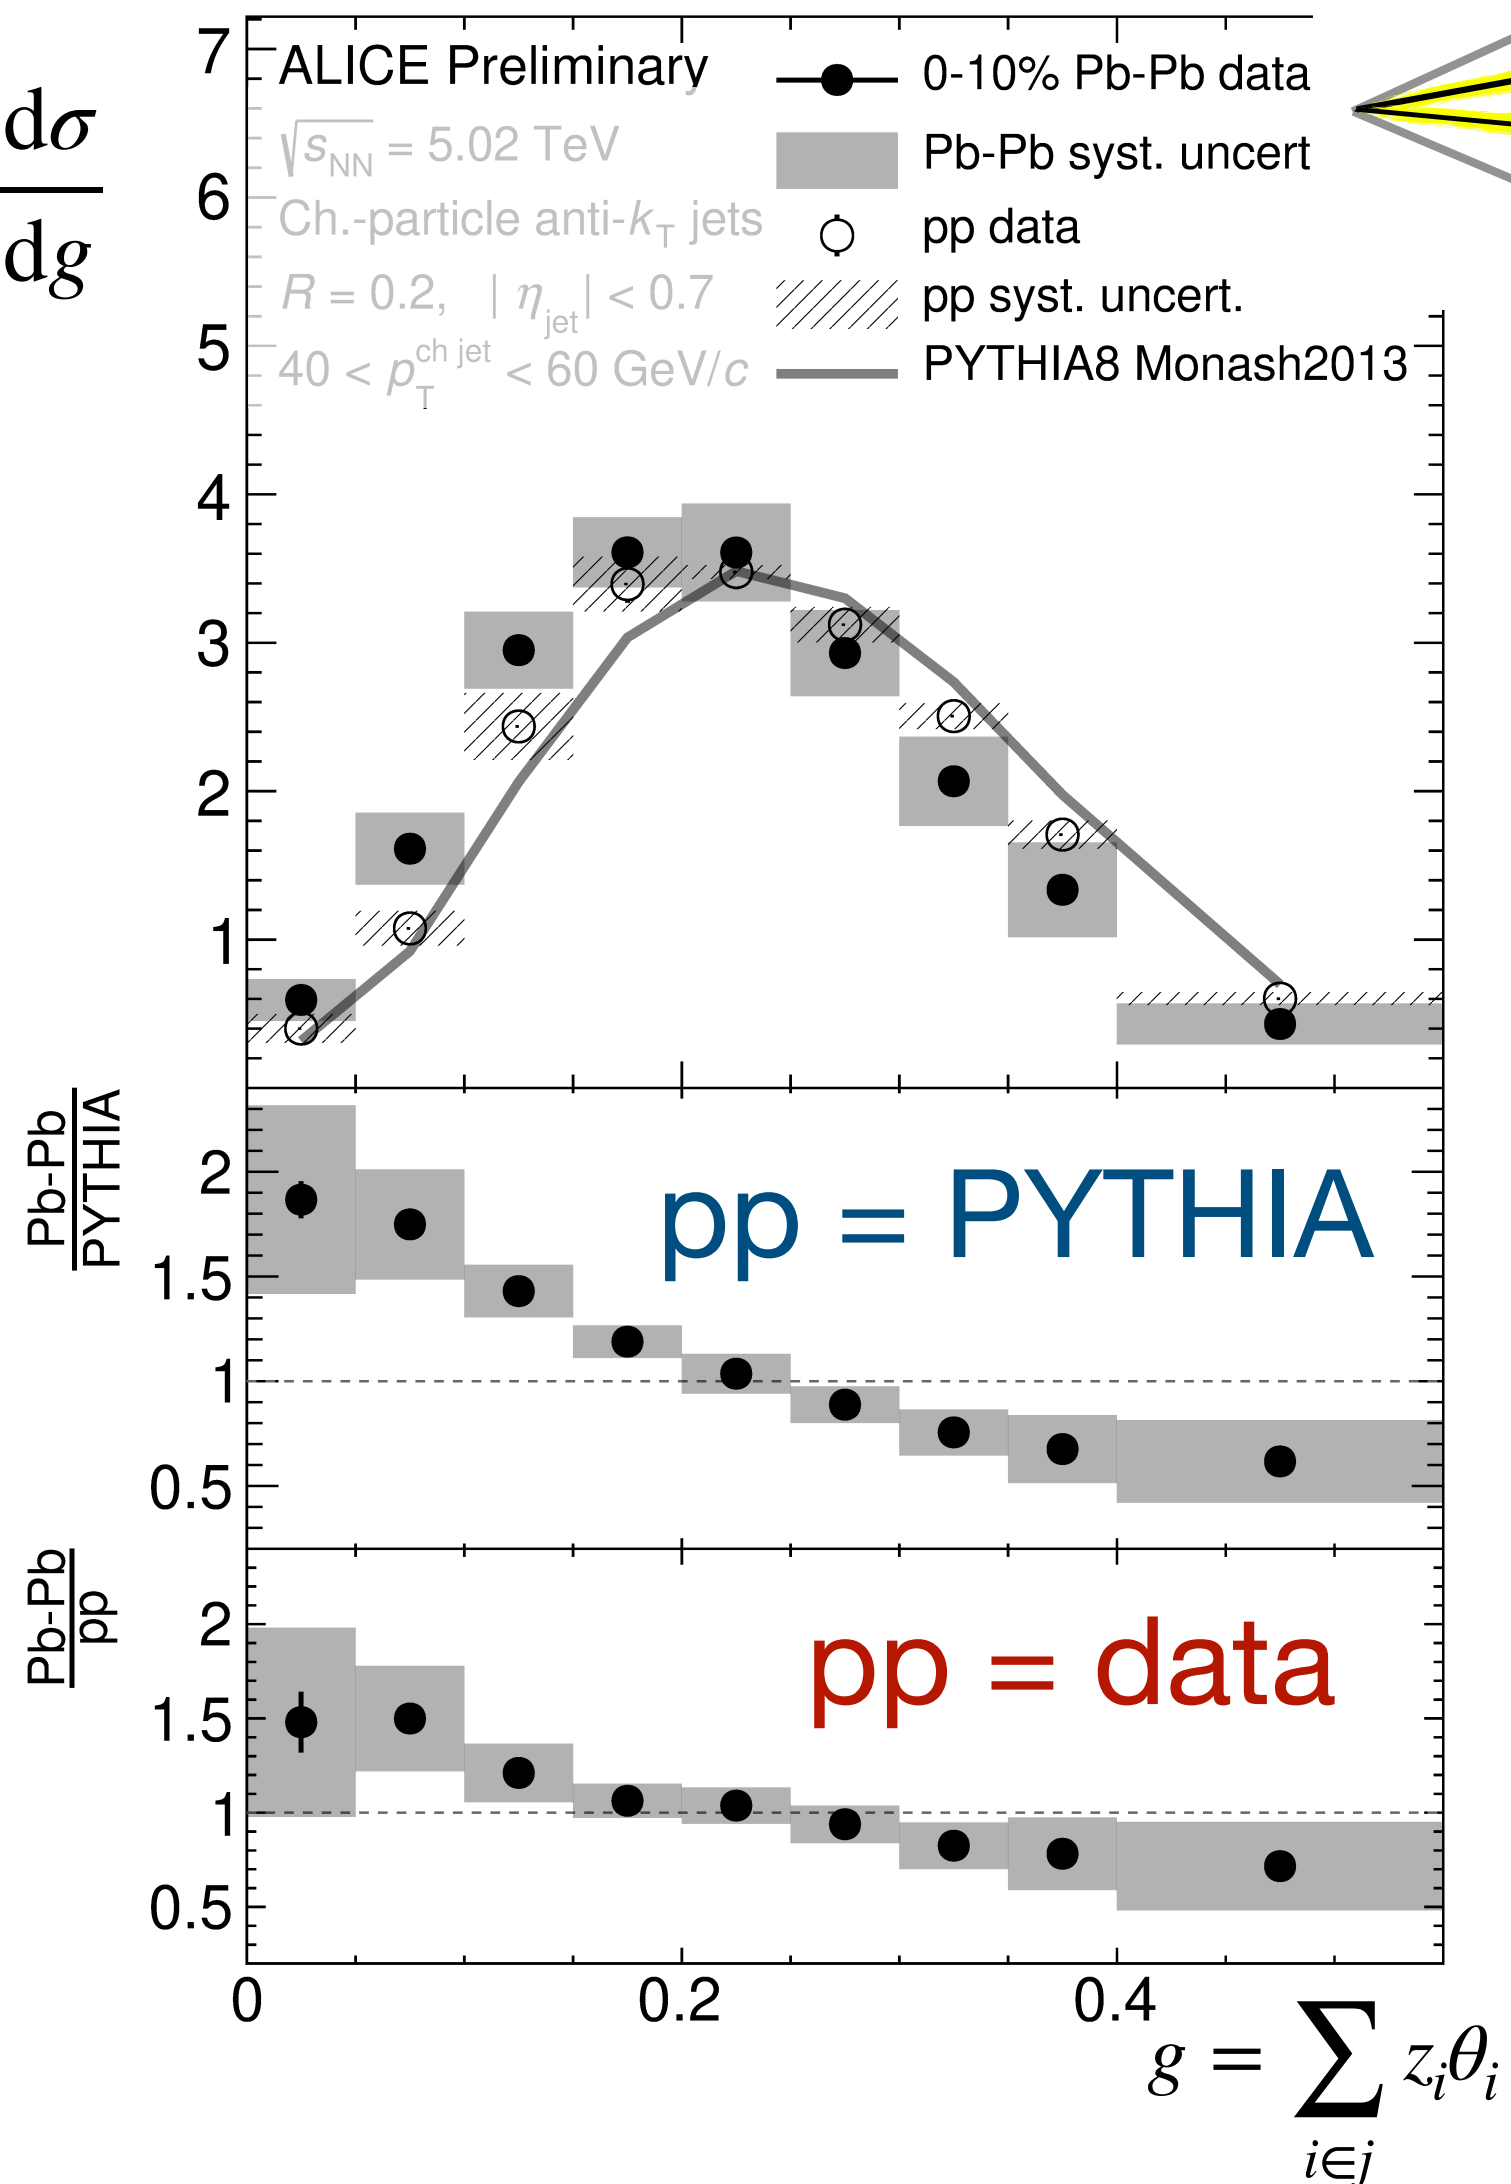 dσ
dg
7
6
5
4
3
2
1
ALICE Preliminary
√sNN = 5.02 TeV
Ch.-particle anti-kT jets
R = 0.2, | ηjet| < 0.7
40 < pTch jet < 60 GeV/c
0-10% Pb-Pb data
Pb-Pb syst. uncert
pp data
pp syst. uncert.
PYTHIA8 Monash2013
Pb-Pb
PYTHIA
2
1.5
1
0.5
pp = PYTHIA
Pb-Pb
pp
2
1.5
1
0.5
pp = data
0 0.2 0.4
g = ∑ ziθi
i∈j